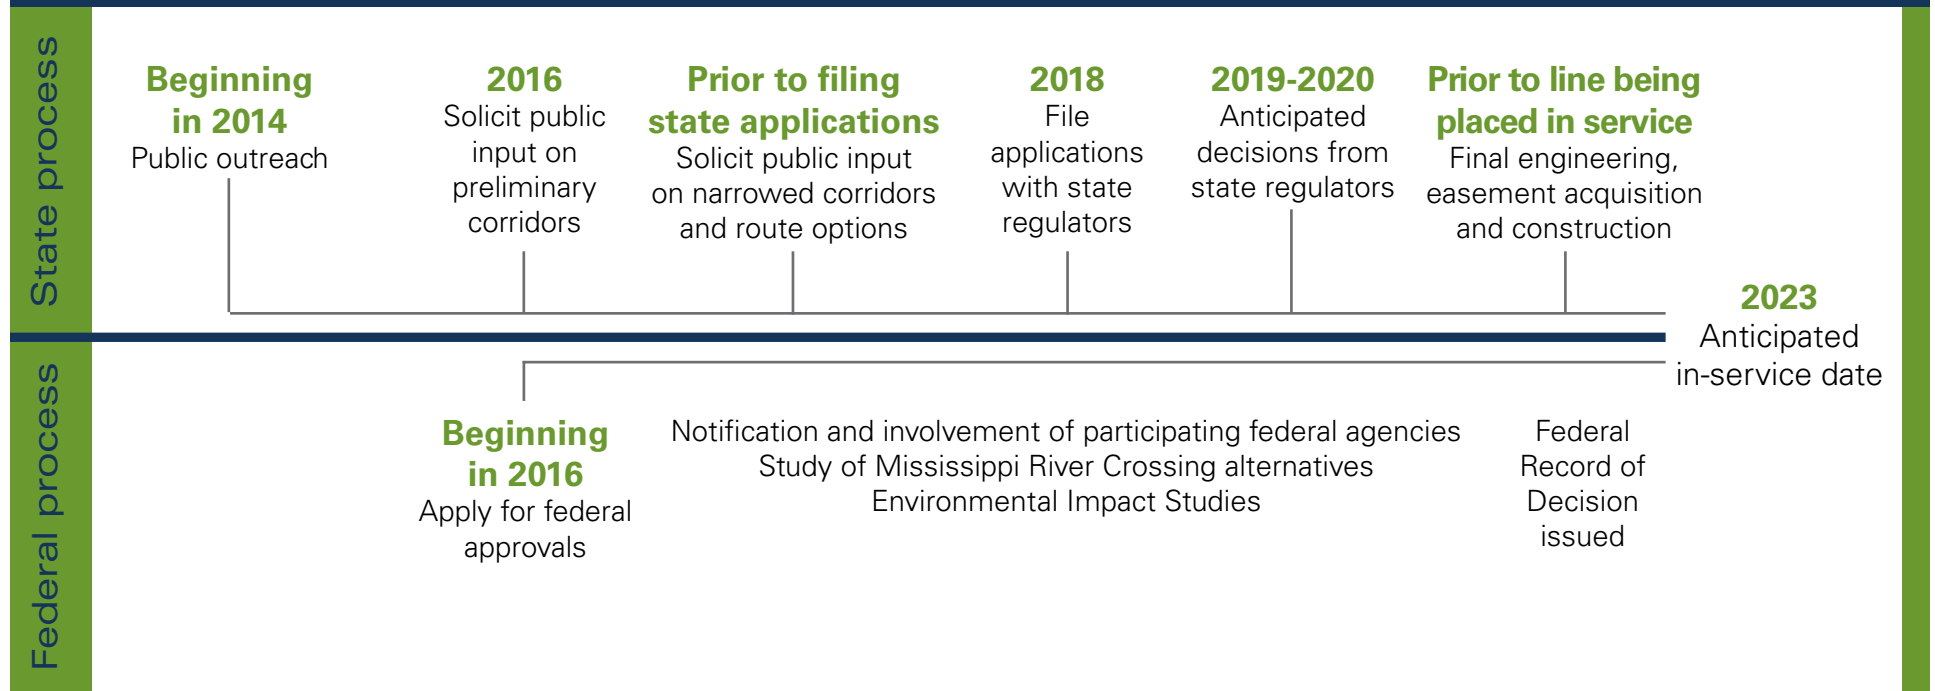 State process
Beginning
in 2014
Public outreach
2016
Solicit public
input on
preliminary
corridors
Prior to filing
state applications
Solicit public input
on narrowed corridors
and route options
2018
File
applications
with state
regulators
2019-2020
Anticipated
decisions from
state regulators
Prior to line being
placed in service
Final engineering,
easement acquisition
and construction
2023
Anticipated
in-service date
Federal process
Beginning
in 2016
Apply for federal
approvals
Notification and involvement of participating federal agencies
Study of Mississippi River Crossing alternatives
Environmental Impact Studies
Federal
Record of
Decision
issued